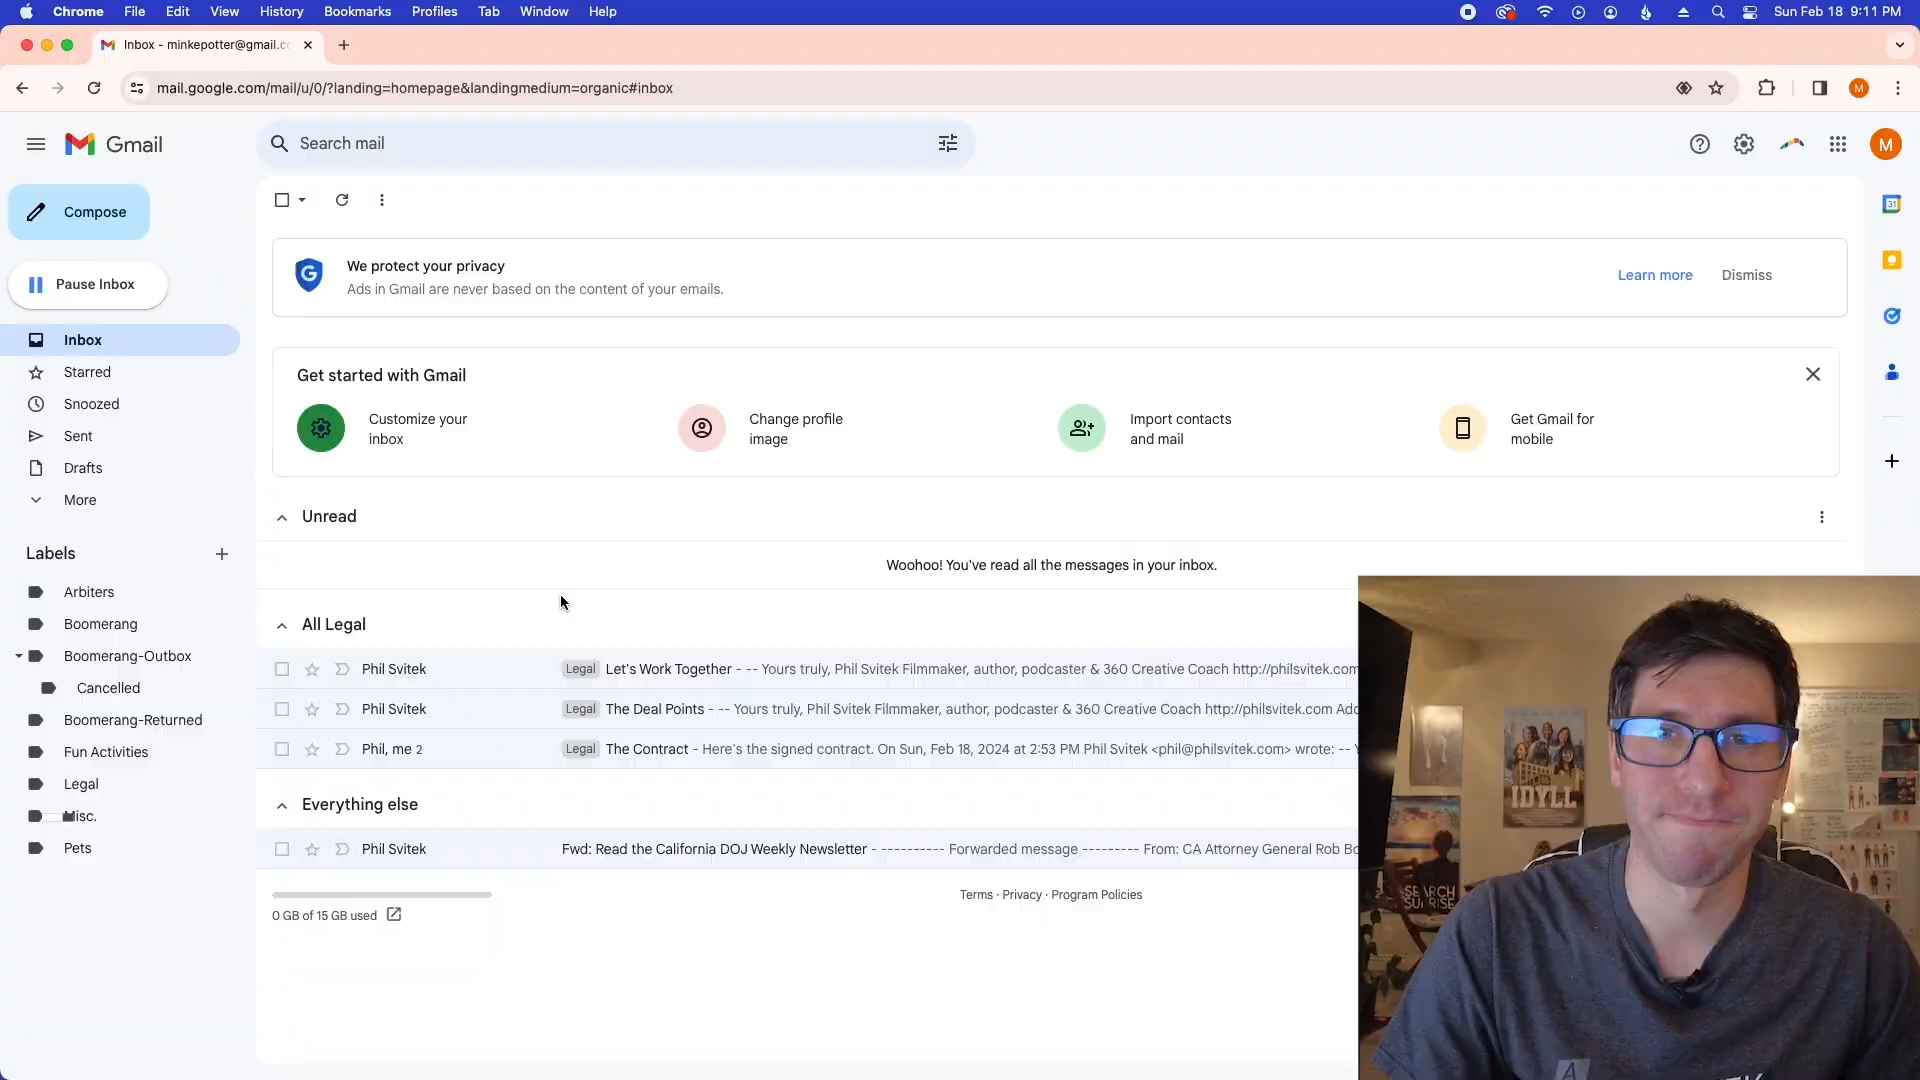 Chrome File Edit View History Bookmarks Profiles Tab Window Help Sun Feb 18 9:11 PM
Inbox - minkepotter@gmail.c
mail.google.com/mail/u/0/?landing=homepage&landingmedium=organic#inbox M
Gmail Search mail M
Compose
Pause Inbox
Inbox
Starred
Snoozed
Sent
Drafts
More
Labels
Arbiters
Boomerang
Boomerang-Outbox
Cancelled
Boomerang-Returned
Fun Activities
Legal
Pets
G
We protect your privacy
Ads in Gmail are never based on the content of your emails.
Learn more Dismiss
Get started with Gmail
Customize your
inbox
Change profile
image
Import contacts
and mail
Get Gmail for
mobile
Unread
Woohoo! You've read all the messages in your inbox.
All Legal
Phil Svitek Legal Let's Work Together - -- Yours truly, Phil Svitek Filmmaker, author, podcaster & 360 Creative Coach http://philsvitek.com
Phil Svitek Legal The Deal Points - -- Yours truly, Phil Svitek Filmmaker, author, podcaster & 360 Creative Coach http://philsvitek.com
Phil, me 2 Legal The Contract - Here's the signed contract. On Sun, Feb 18, 2024 at 2:53 PM Phil Svitek <phil@philsvitek.com> wrote: --
Everything else
Phil Svitek Fwd: Read the California DOJ Weekly Newsletter - ---------- Forwarded message --------- From: CA Attorney General Rob
0 GB of 15 GB used
Terms · Privacy · Program Policies
31
IDYLL
SEARCH